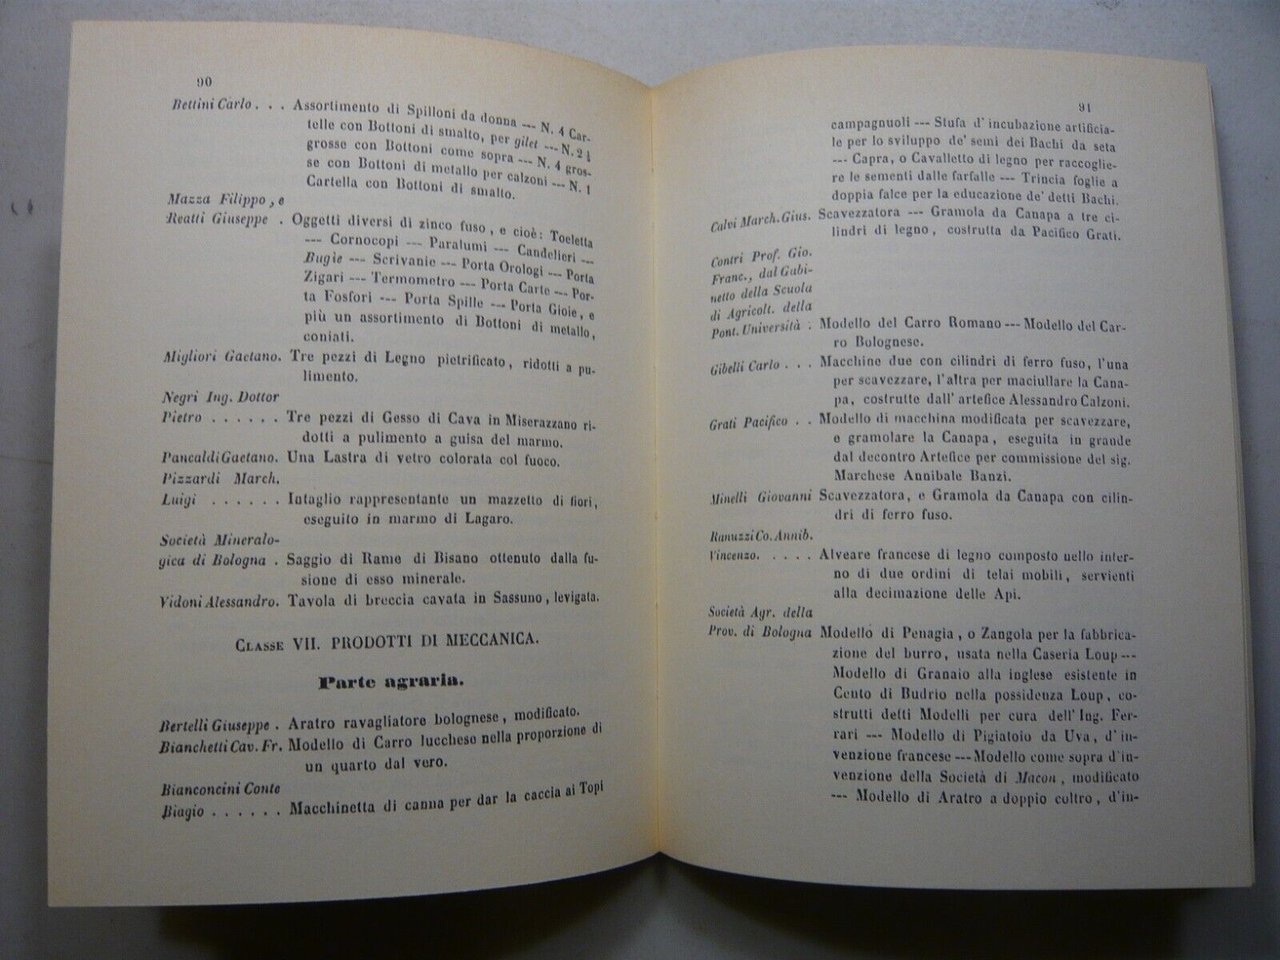 90
Bettini Carlo . . . Assortimento di Spilloni da donna --- N. 4 Car-
telle con Bottoni di smalto, per gilet --- N. 2 ½
grosse con Bottoni come sopra --- N. 4 gros-
se con Bottoni di metallo per calzoni --- N. 1
Cartella con Bottoni di smalto.
Mazza Filippo, e
Reatti Giuseppe . Oggetti diversi di zinco fuso, e cioè: Toeletta
--- Cornocopi --- Paralumi --- Candelieri ---
Bugie --- Scrivanie --- Porta Orologi --- Porta
Zigari --- Termometro --- Porta Carte --- Por-
ta Fosfori --- Porta Spille --- Porta Gioie, e
più un assortimento di Bottoni di metallo,
coniati.
Migliori Gaetano. Tre pezzi di Legno pietrificato, ridotti a pu-
limento.
Negri Ing. Dottor
Pietro . . . . . . Tre pezzi di Gesso di Cava in Miserazzano ri-
dotti a pulimento a guisa del marmo.
Pancaldi Gaetano. Una Lastra di vetro colorata col fuoco.
Pizzardi March.
Luigi . . . . . . Intaglio rappresentante un mazzetto di fiori,
eseguito in marmo di Lagaro.
Società Mineralo-
gica di Bologna . Saggio di Rame di Bisano ottenuto dalla fu-
sione di esso minerale.
Vidoni Alessandro. Tavola di breccia cavata in Sassuno, levigata.
Classe VII. PRODOTTI DI MECCANICA.
Parte agraria.
Bertelli Giuseppe . Aratro ravagliatore bolognese, modificato.
Bianchetti Cav. Fr. Modello di Carro lucchese nella proporzione di
un quarto dal vero.
Bianconcini Conte
Biagio . . . . . . Macchinetta di canna per dar la caccia ai Topi
91
campagnuoli --- Stufa d'incubazione artificia-
le per lo sviluppo de' semi dei Bachi da seta
--- Capra, o Cavalletto di legno per raccoglie-
re le sementi dalle farfalle --- Trincia foglie a
doppia falce per la educazione de' detti Bachi.
Calvi March. Gius. Scavezzatora --- Gramola da Canapa a tre ci-
lindri di legno, costrutta da Pacifico Grati.
Contri Prof. Gio.
Franc., dal Gabi-
netto della Scuola
di Agricolt. della
Pont. Università . Modello del Carro Romano --- Modello del Car-
ro Bolognese.
Gibelli Carlo . . . Macchine due con cilindri di ferro fuso, l'una
per scavezzare, l'altra per maciullare la Cana-
pa, costrutte dall'artefice Alessandro Calzoni.
Grati Pacifico . . Modello di macchina modificata per scavezzare,
e gramolare la Canapa, eseguita in grande
dal decontro Artefice per commissione del sig.
Marchese Annibale Banzi.
Minelli Giovanni Scavezzatora, e Gramola da Canapa con cilin-
dri di ferro fuso.
Ranuzzi Co. Annib.
Vincenzo. . . . . Alveare francese di legno composto nello inter-
no di due ordini di telai mobili, servienti
alla decimazione delle Api.
Società Agr. della
Prov. di Bologna Modello di Penagia, o Zangola per la fabbrica-
zione del burro, usata nella Caseria Loup ---
Modello di Granaio alla inglese esistente in
Cento di Budrio nella possidenza Loup, co-
strutti detti Modelli per cura dell'Ing. Fer-
rari --- Modello di Pigiatoio da Uva, d'in-
venzione francese --- Modello come sopra d'in-
venzione della Società di Macon, modificato
--- Modello di Aratro a doppio coltro, d'in-